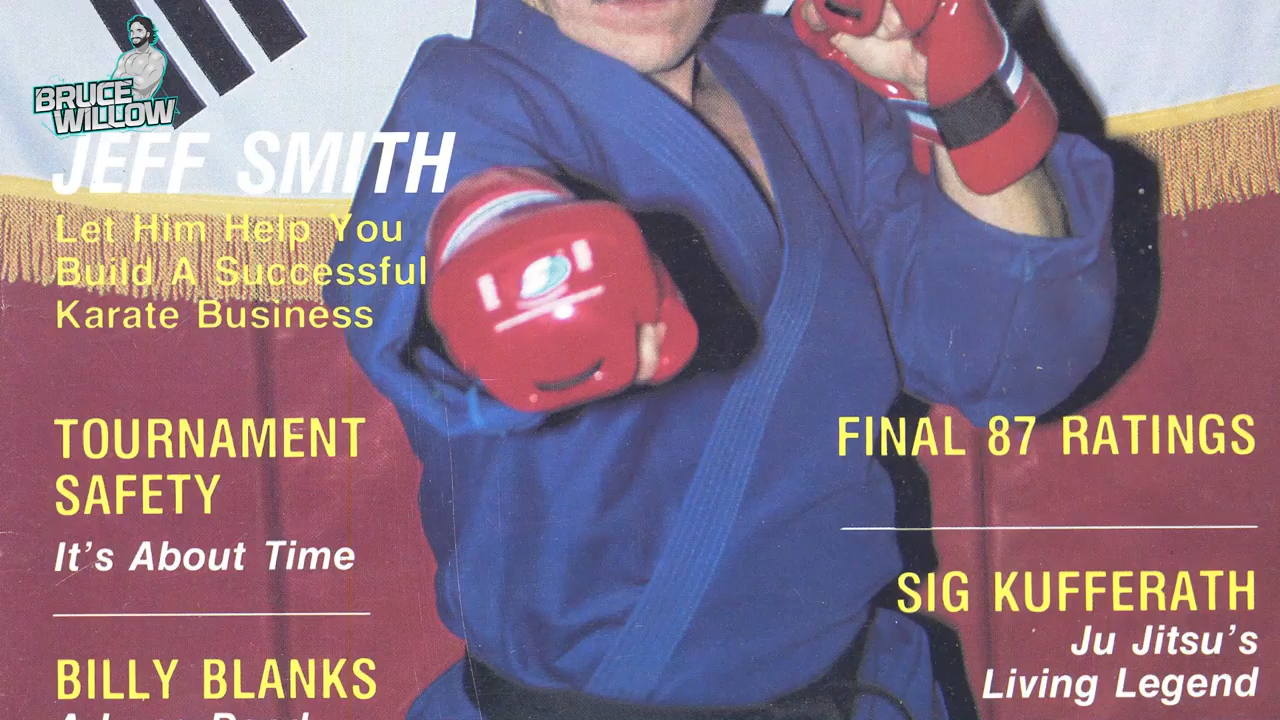 BRUCE
WILLOW
JEFF SMITH
Let Him Help You
Build A Successful
Karate Business
TOURNAMENT
SAFETY
It's About Time
BILLY BLANKS
FINAL 87 RATINGS
SIG KUFFERATH
Ju Jitsu's
Living Legend